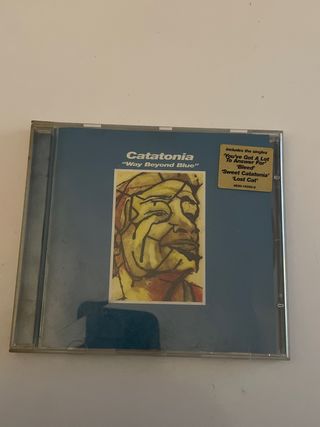 Catatonia
"Way Beyond Blue"
includes the singles
'You've Got A Lot
To Answer For'
'Bleed'
'Sweet Catatonia'
'Lost Cat'